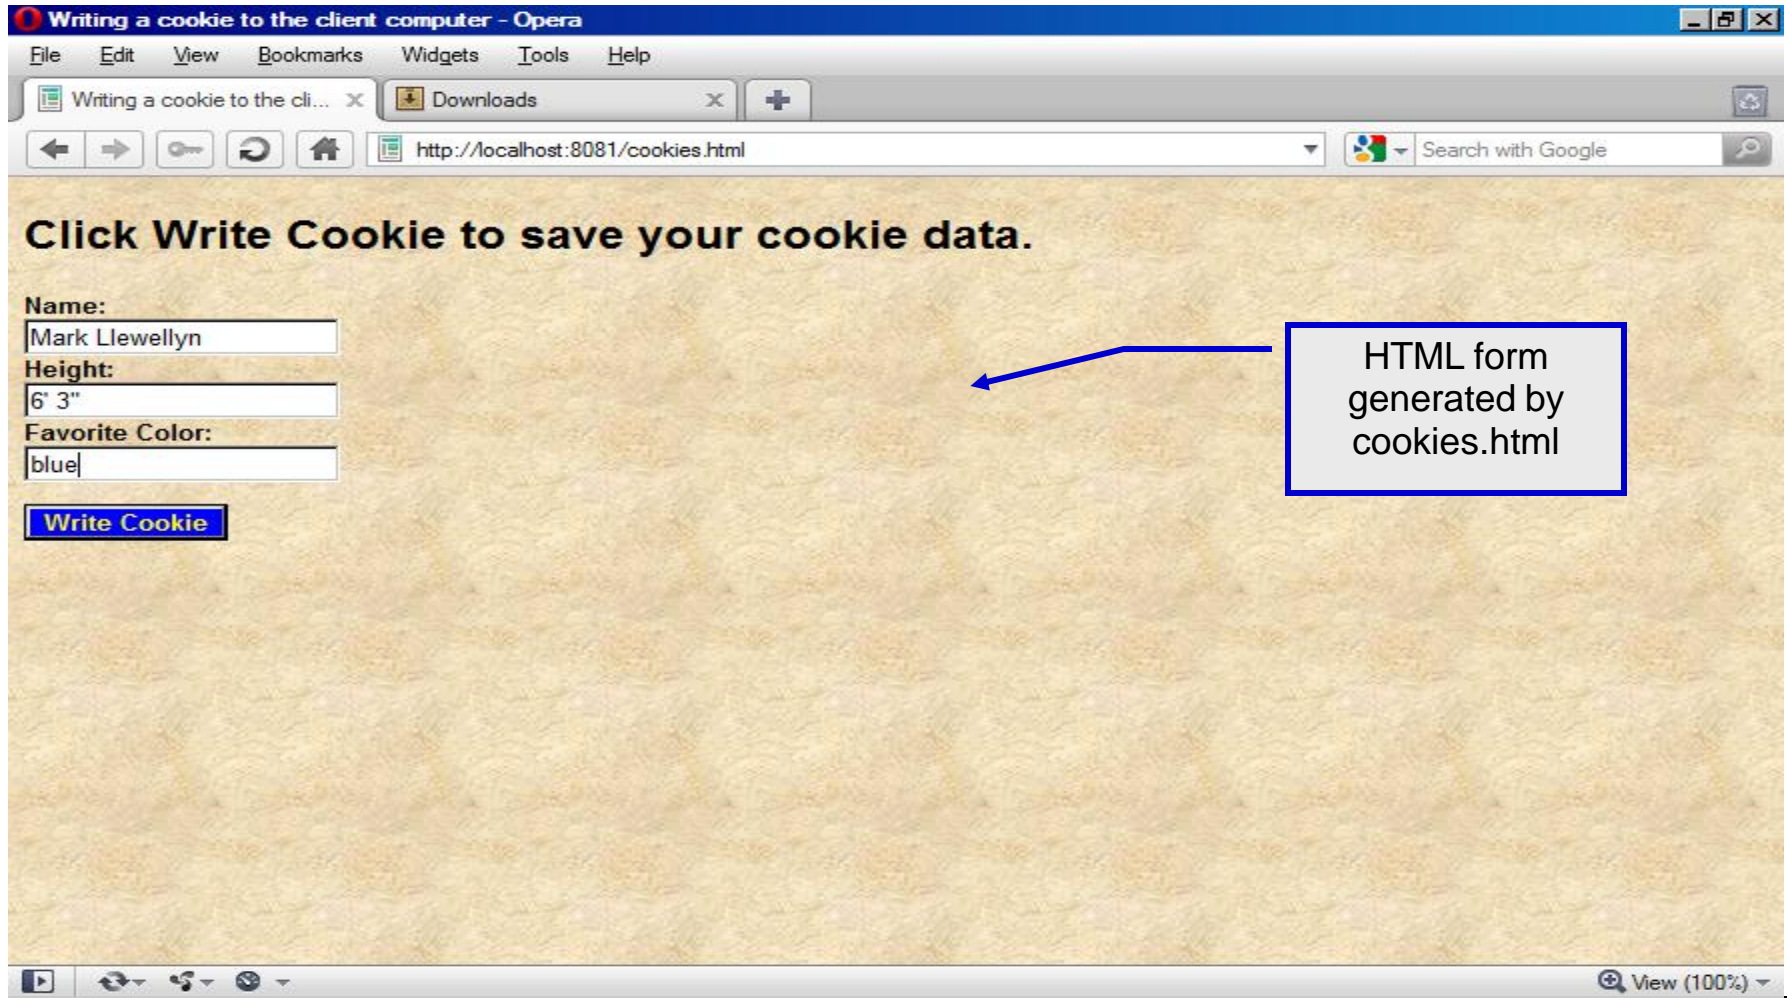 Writing a cookie to the client computer - Opera
File Edit View Bookmarks Widgets Tools Help
Writing a cookie to the cli... Downloads
http://localhost:8081/cookies.html Search with Google
Click Write Cookie to save your cookie data.
Name:
Mark Llewellyn
Height:
6' 3"
Favorite Color:
blue
Write Cookie
HTML form
generated by
cookies.html
View (100%)